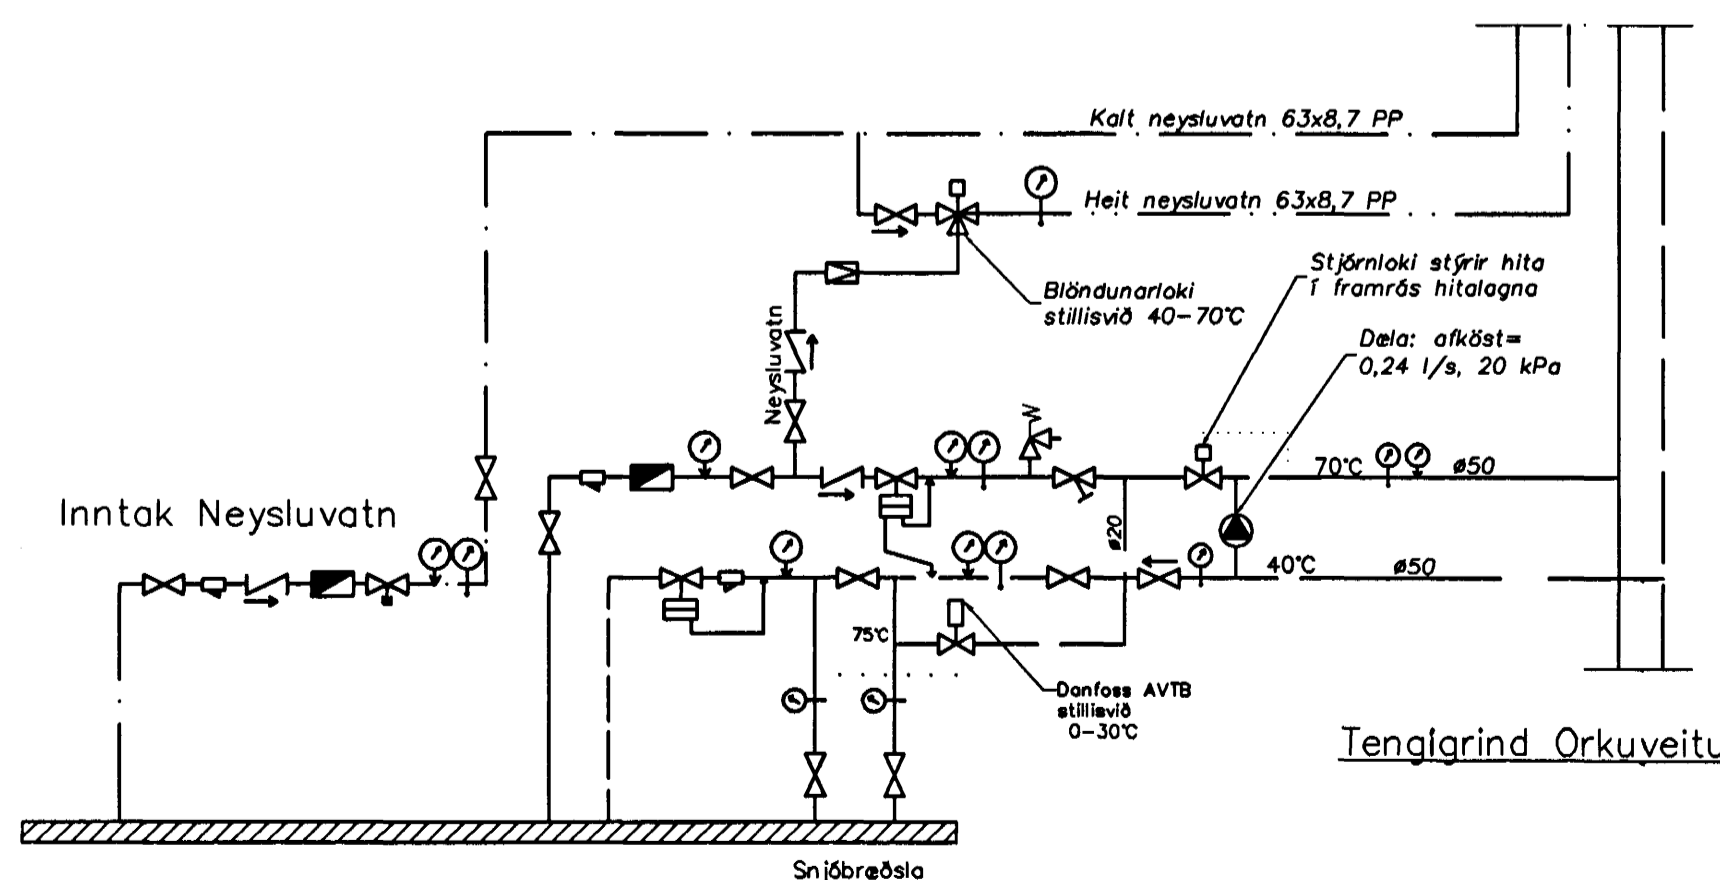 Kalt neysluvatn 63x8,7 PP
Heit neysluvatn 63x8,7 PP
Stjórnloki stýrir hita
í framrás hitalagna
Blöndunarloki
stillisvið 40-70°C
Dæla: afköst=
0,24 l/s, 20 kPa
Neysluvatn
70°C
ø50
Inntak Neysluvatn
ø20
40°C
ø50
75°C
Danfoss AVTB
stillisvið
0-30°C
Tengigrind Orkuveitu
Snjóbræðsla